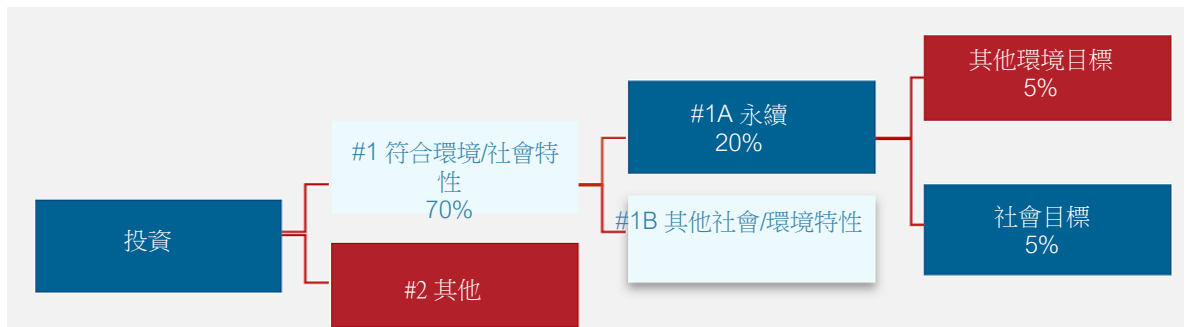 投資
#1 符合環境/社會特
性
70%
#2 其他
#1A 永續
20%
#1B 其他社會/環境特性
其他環境目標
5%
社會目標
5%